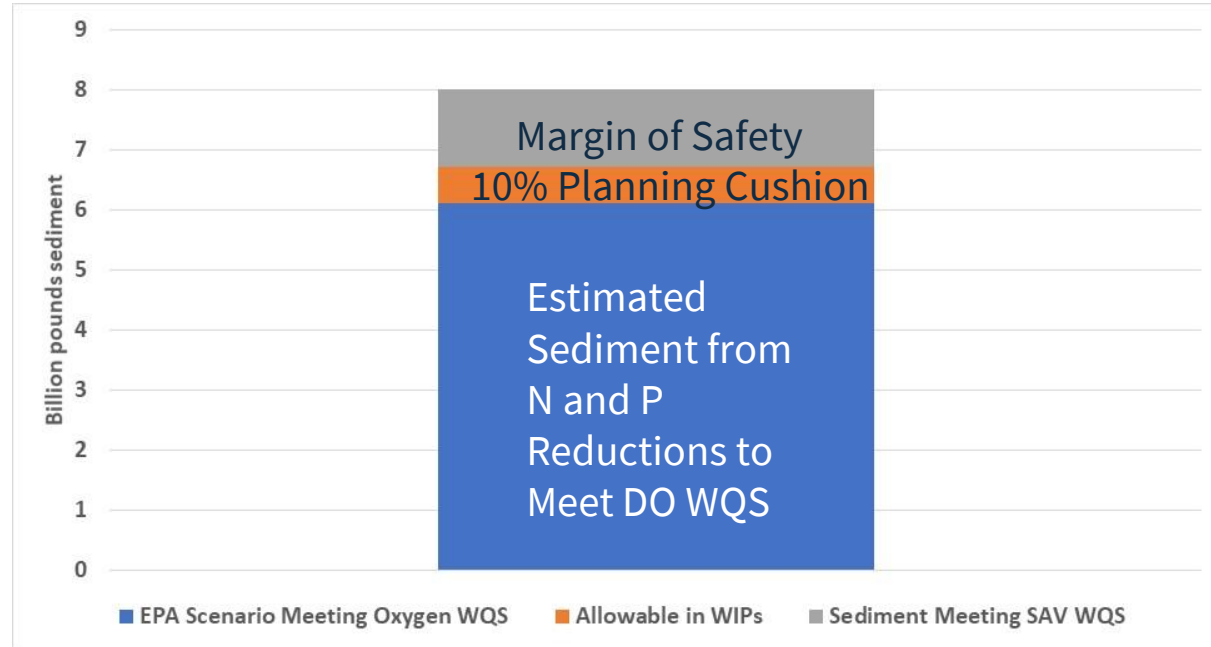 9
8
7
6
5
4
3
2
1
0
Billion pounds sediment
Margin of Safety
10% Planning Cushion
Estimated
Sediment from
N and P
Reductions to
Meet DO WQS
EPA Scenario Meeting Oxygen WQS
Allowable in WIPs
Sediment Meeting SAV WQS